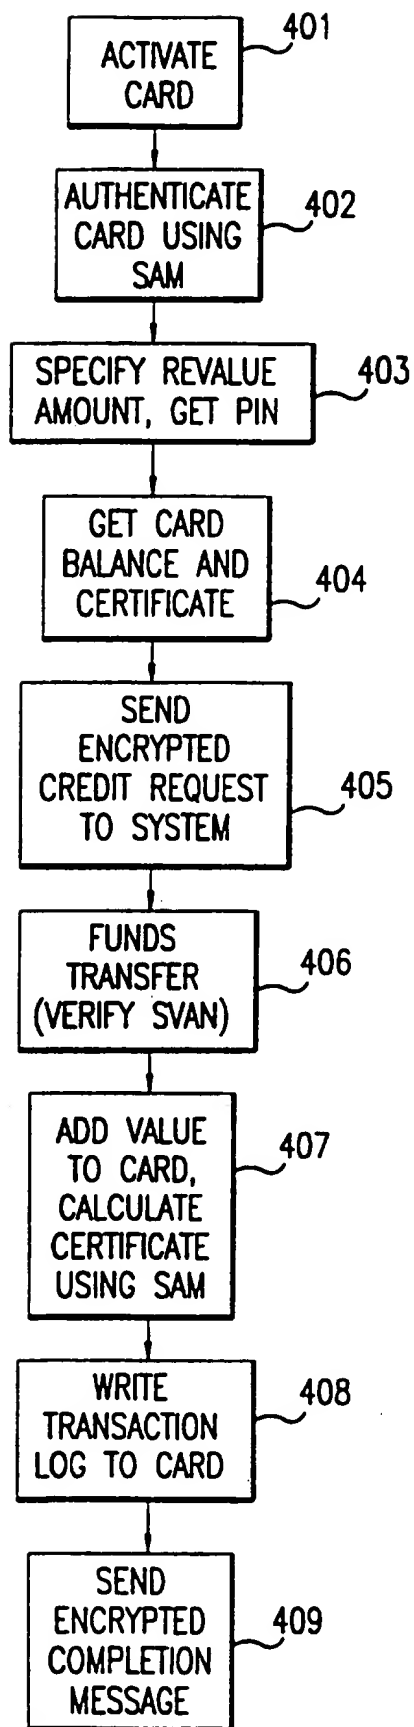 401
ACTIVATE
CARD
402
AUTHENTICATE
CARD USING
SAM
403
SPECIFY REVALUE
AMOUNT, GET PIN
404
GET CARD
BALANCE AND
CERTIFICATE
405
SEND
ENCRYPTED
CREDIT REQUEST
TO SYSTEM
406
FUNDS
TRANSFER
(VERIFY SVAN)
407
ADD VALUE
TO CARD,
CALCULATE
CERTIFICATE
USING SAM
408
WRITE
TRANSACTION
LOG TO CARD
409
SEND
ENCRYPTED
COMPLETION
MESSAGE